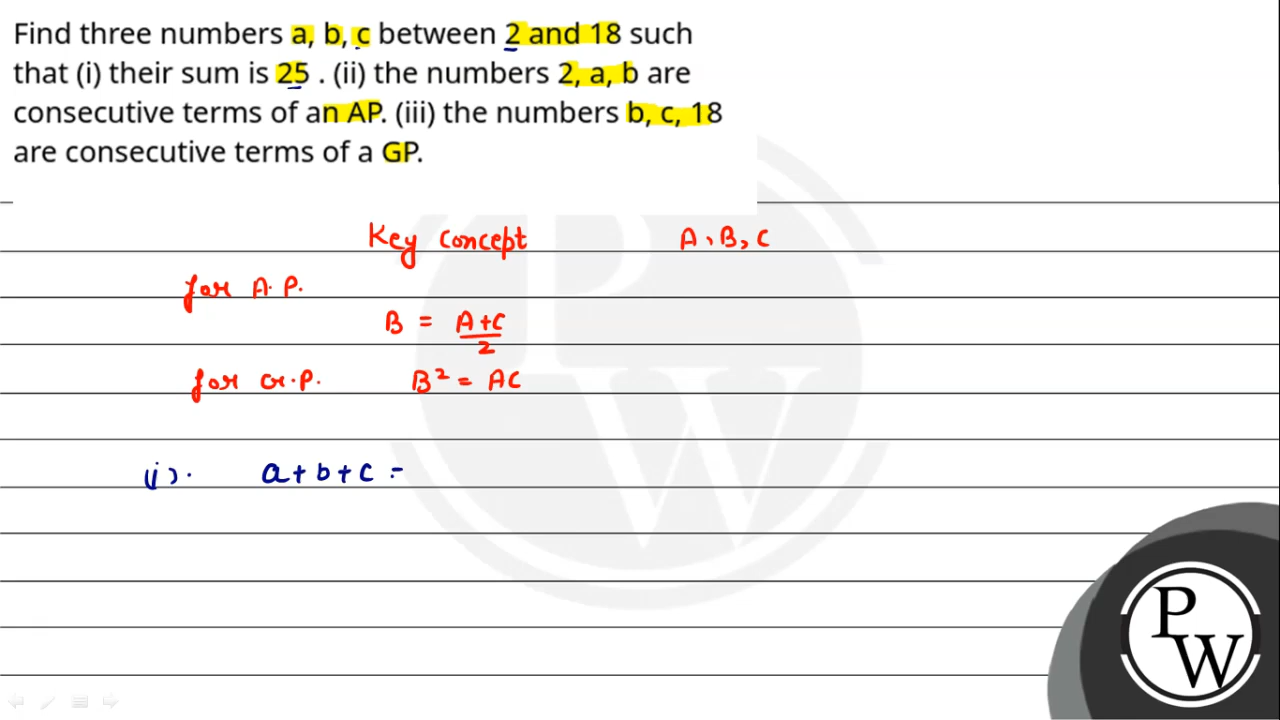 Find three numbers a, b, c between 2 and 18 such
that (i) their sum is 25 . (ii) the numbers 2, a, b are
consecutive terms of an AP. (iii) the numbers b, c, 18
are consecutive terms of a GP.
Key concept A, B, C
for A.P.
B = A+C
2
for G.P. B² = AC
(i). a+b+c =
P
W